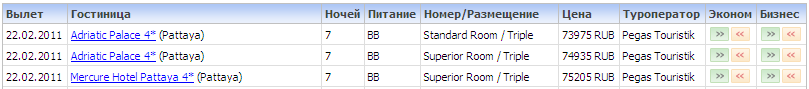 Вылет Гостиница Ночей Питание Номер/Размещение Цена Туроператор Эконом Бизнес
22.02.2011 Adriatic Palace 4* (Pattaya) 7 BB Standard Room / Triple 73975 RUB Pegas Touristik >> << >> <<
22.02.2011 Adriatic Palace 4* (Pattaya) 7 BB Superior Room / Triple 74935 RUB Pegas Touristik >> << >> <<
22.02.2011 Mercure Hotel Pattaya 4* (Pattaya) 7 BB Superior Room / Triple 75205 RUB Pegas Touristik >> << >> <<